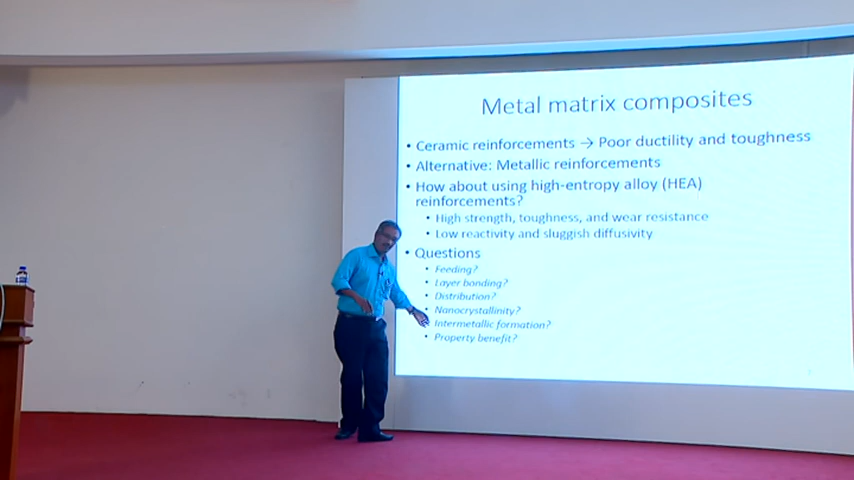 Metal matrix composites
• Ceramic reinforcements → Poor ductility and toughness
• Alternative: Metallic reinforcements
• How about using high-entropy alloy (HEA)
reinforcements?
• High strength, toughness, and wear resistance
• Low reactivity and sluggish diffusivity
• Questions
• Feeding?
• Layer bonding?
• Distribution?
• Nanocrystallinity?
• Intermetallic formation?
• Property benefit?